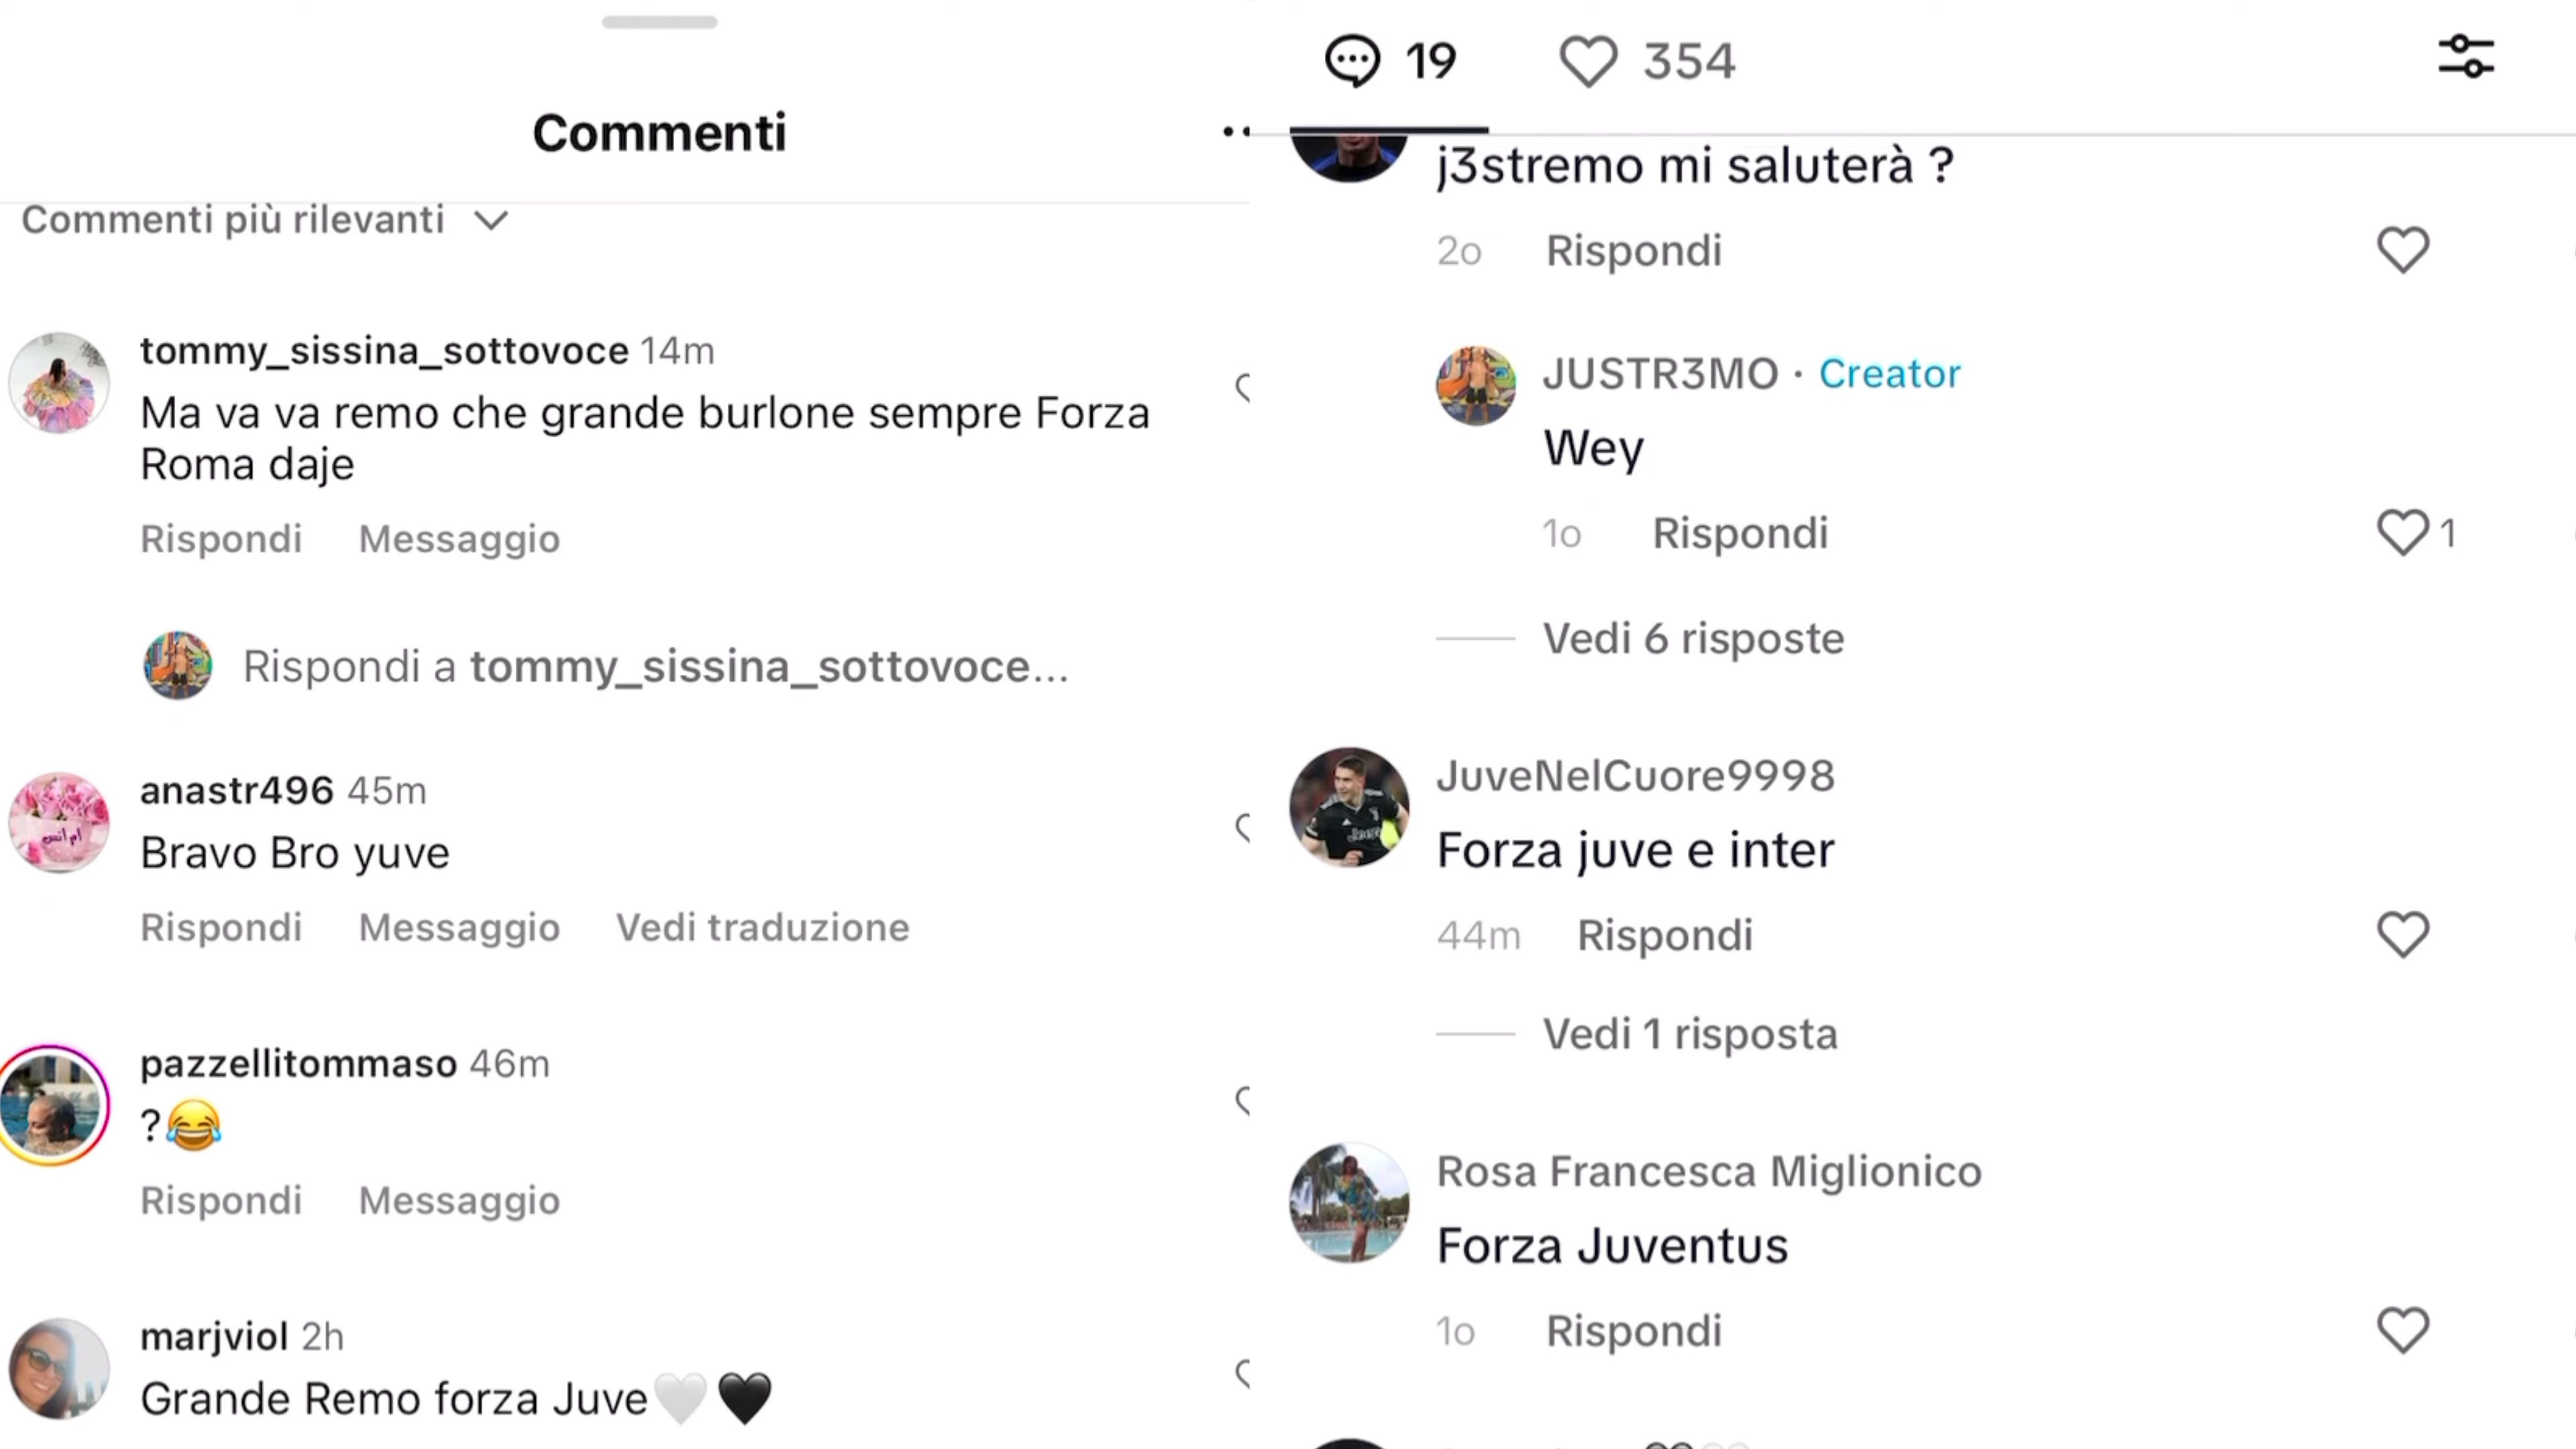 Commenti
Commenti più rilevanti
tommy_sissina_sottovoce 14m
Ma va va remo che grande burlone sempre Forza
Roma daje
Rispondi Messaggio
Rispondi a tommy_sissina_sottovoce...
anastr496 45m
Bravo Bro yuve
Rispondi Messaggio Vedi traduzione
pazzellitommaso 46m
?😂
Rispondi Messaggio
marjviol 2h
Grande Remo forza Juve🤍🖤
19 354
j3stremo mi saluterà ?
2o Rispondi
JUSTR3MO · Creator
Wey
1o Rispondi
1
Vedi 6 risposte
JuveNelCuore9998
Forza juve e inter
44m Rispondi
Vedi 1 risposta
Rosa Francesca Miglionico
Forza Juventus
1o Rispondi